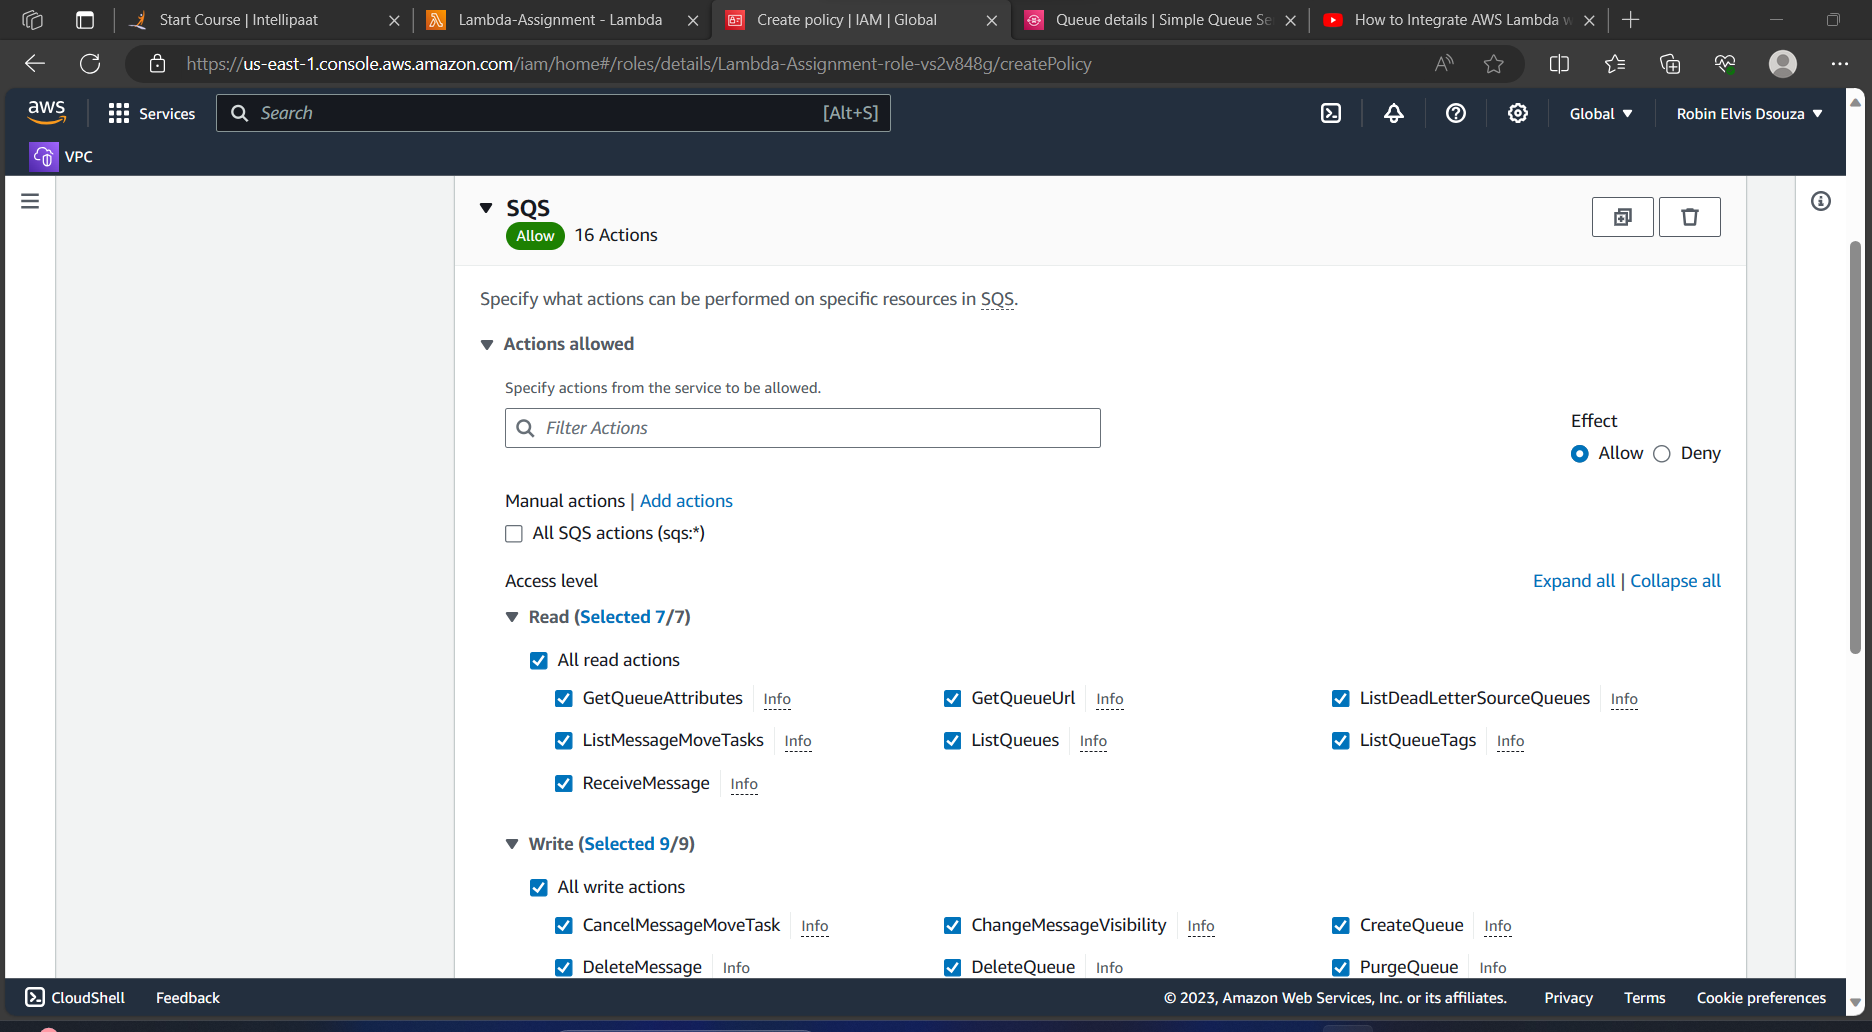 Start Course | Intellipaat
Lambda-Assignment - Lambda
Create policy | IAM | Global
Queue details | Simple Queue Se
How to Integrate AWS Lambda w
https://us-east-1.console.aws.amazon.com/iam/home#/roles/details/Lambda-Assignment-role-vs2v848g/createPolicy
aws
Services
Search
[Alt+S]
Global
Robin Elvis Dsouza
VPC
SQS
Allow 16 Actions
Specify what actions can be performed on specific resources in SQS.
Actions allowed
Specify actions from the service to be allowed.
Filter Actions
Effect
Allow Deny
Manual actions | Add actions
All SQS actions (sqs:*)
Access level
Expand all | Collapse all
Read (Selected 7/7)
All read actions
GetQueueAttributes Info GetQueueUrl Info ListDeadLetterSourceQueues Info
ListMessageMoveTasks Info ListQueues Info ListQueueTags Info
ReceiveMessage Info
Write (Selected 9/9)
All write actions
CancelMessageMoveTask Info ChangeMessageVisibility Info CreateQueue Info
DeleteMessage Info DeleteQueue Info PurgeQueue Info
CloudShell Feedback © 2023, Amazon Web Services, Inc. or its affiliates. Privacy Terms Cookie preferences